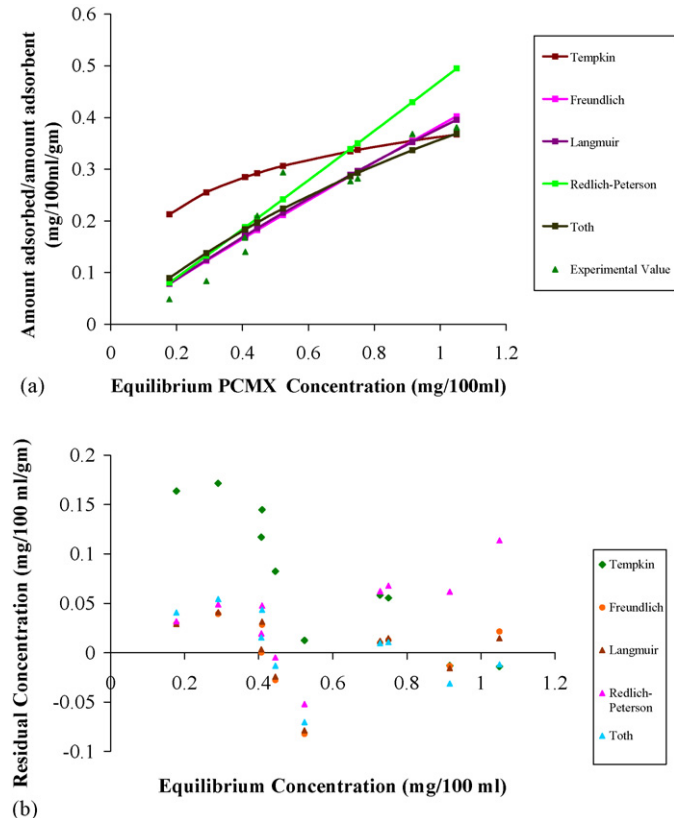 0.6
0.5
0.4
0.3
0.2
0.1
0
0
0.2
0.4
0.6
0.8
1
1.2
Amount adsorbed/amount adsorbent
(mg/100ml/gm)
Equilibrium PCMX Concentration (mg/100ml)
Tempkin
Freundlich
Langmuir
Redlich-Peterson
Toth
Experimental Value
(a)
0.2
0.15
0.1
0.05
0
-0.05
-0.1
0
0.2
0.4
0.6
0.8
1
1.2
Residual Concentration (mg/100 ml/gm)
Equilibrium Concentration (mg/100 ml)
Tempkin
Freundlich
Langmuir
Redlich-
Peterson
Toth
(b)